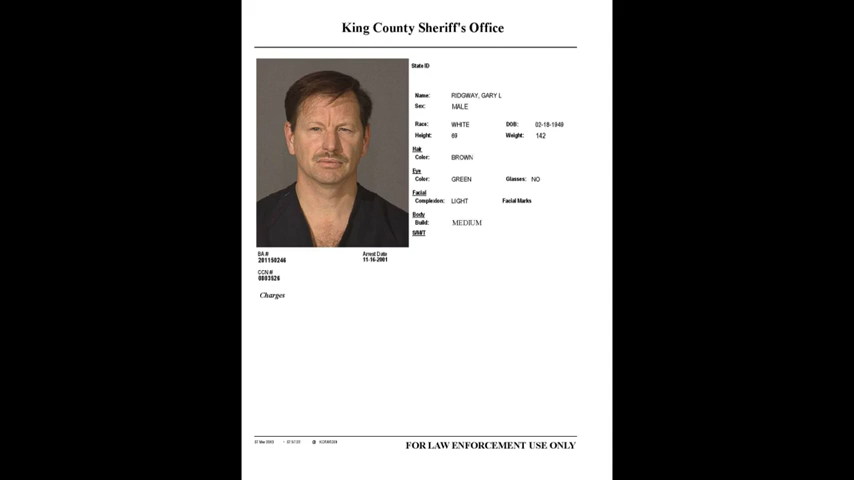 King County Sheriff's Office
State ID
Name: RIDGWAY, GARY L
Sex: MALE
Race: WHITE DOB: 02-18-1949
Height: 69 Weight: 142
Hair
Color: BROWN
Eye
Color: GREEN Glasses: NO
Facial
Complexion: LIGHT Facial Marks
Body
Build: MEDIUM
S/M/T
BA # Arrest Date
201150246 11-16-2001
CCN #
0803526
Charges
FOR LAW ENFORCEMENT USE ONLY